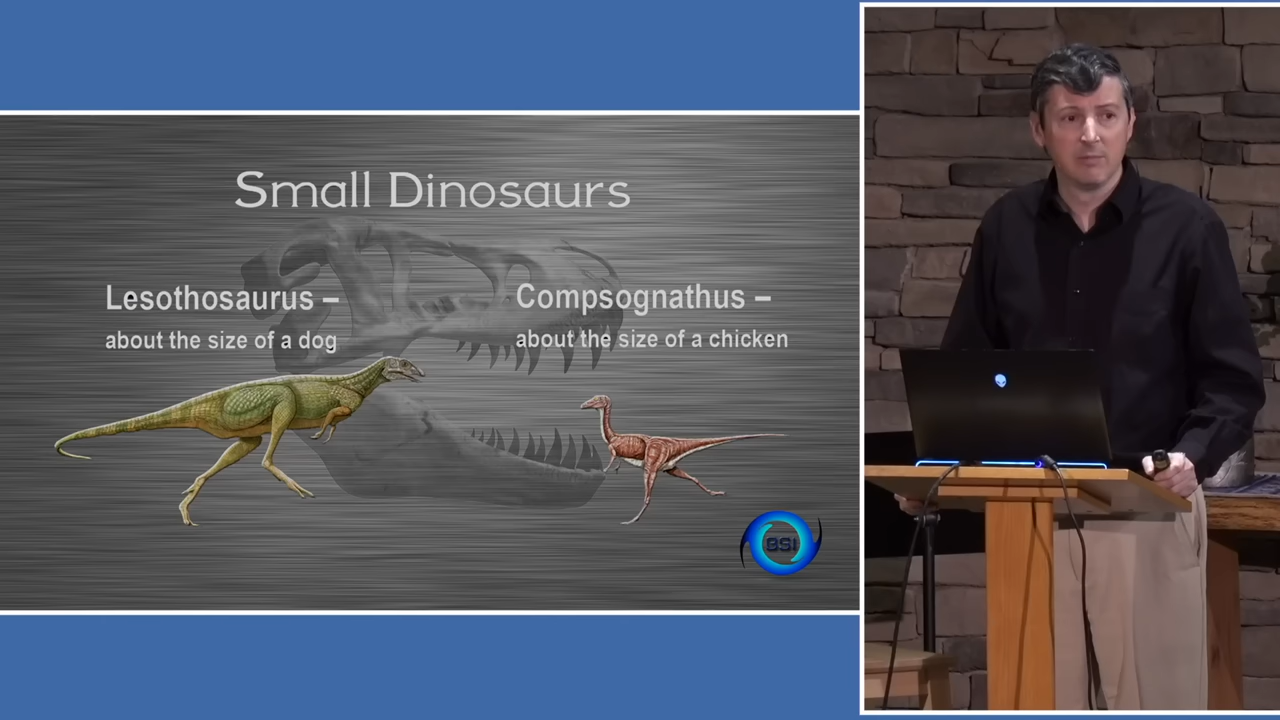 Small Dinosaurs
Lesothosaurus –
about the size of a dog
Compsognathus –
about the size of a chicken
BSI